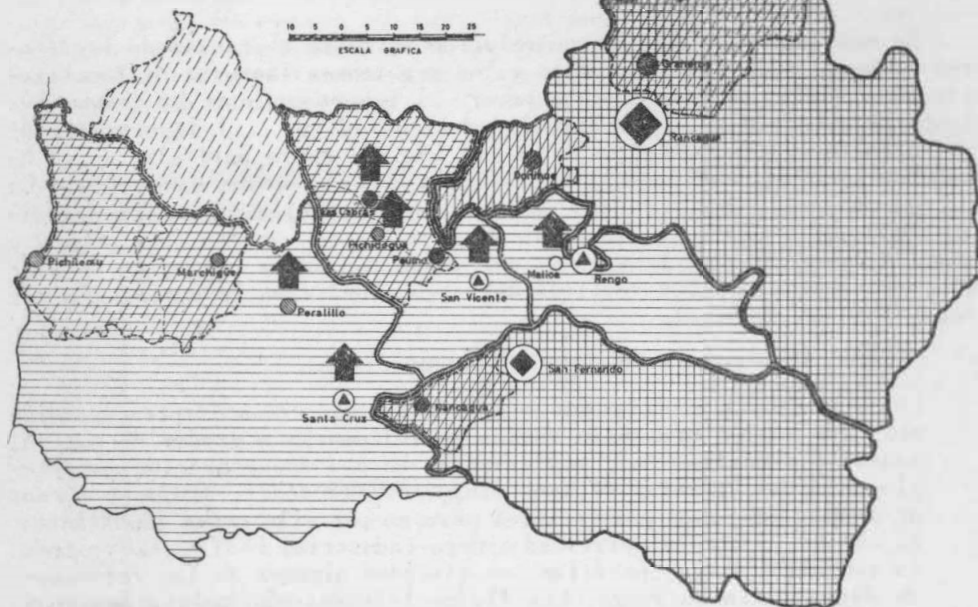 10 5 0 5 10 15 20 25
ESCALA GRAFICA
Graneros
Rancagua
Doñihue
Las Cabras
Pichidegua
Peumo
Pichilemu
Marchigüe
Malloa
Rengo
San Vicente
Peralillo
San Fernando
Nancagua
Santa Cruz